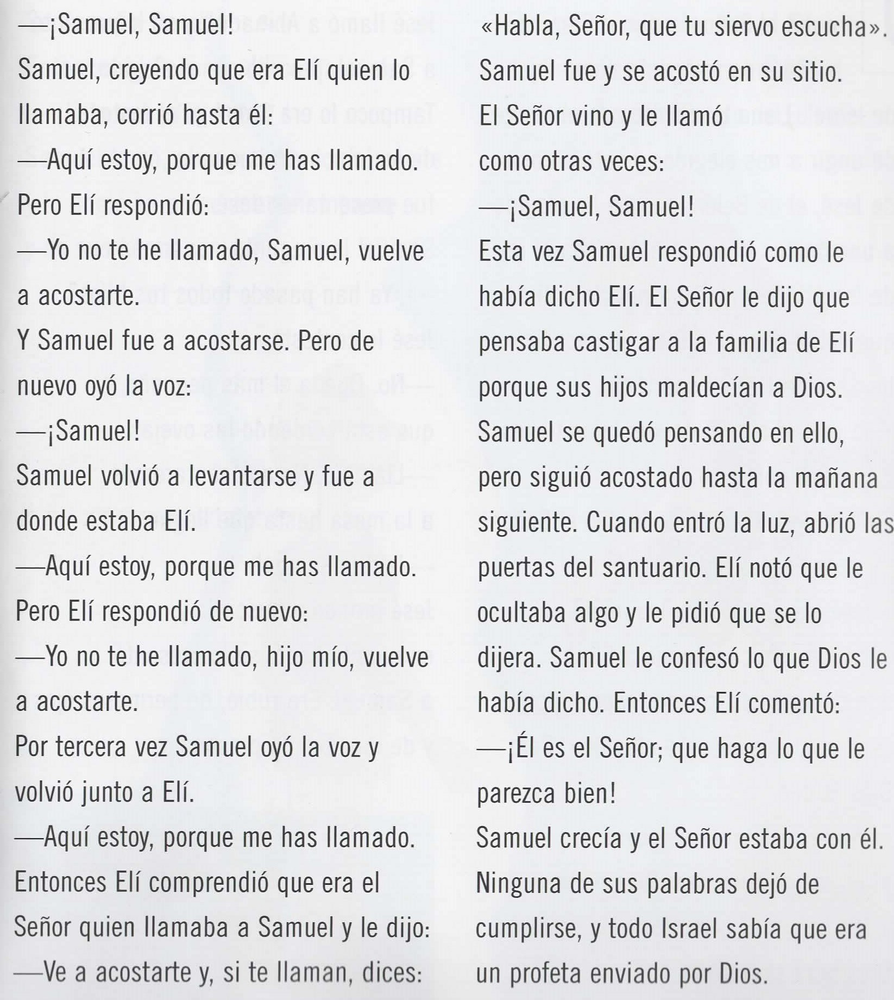 —¡Samuel, Samuel!
Samuel, creyendo que era Elí quien lo
llamaba, corrió hasta él:
—Aquí estoy, porque me has llamado.
Pero Elí respondió:
—Yo no te he llamado, Samuel, vuelve
a acostarte.
Y Samuel fue a acostarse. Pero de
nuevo oyó la voz:
—¡Samuel!
Samuel volvió a levantarse y fue a
donde estaba Elí.
—Aquí estoy, porque me has llamado.
Pero Elí respondió de nuevo:
—Yo no te he llamado, hijo mío, vuelve
a acostarte.
Por tercera vez Samuel oyó la voz y
volvió junto a Elí.
—Aquí estoy, porque me has llamado.
Entonces Elí comprendió que era el
Señor quien llamaba a Samuel y le dijo:
—Ve a acostarte y, si te llaman, dices:
«Habla, Señor, que tu siervo escucha».
Samuel fue y se acostó en su sitio.
El Señor vino y le llamó
como otras veces:
—¡Samuel, Samuel!
Esta vez Samuel respondió como le
había dicho Elí. El Señor le dijo que
pensaba castigar a la familia de Elí
porque sus hijos maldecían a Dios.
Samuel se quedó pensando en ello,
pero siguió acostado hasta la mañana
siguiente. Cuando entró la luz, abrió las
puertas del santuario. Elí notó que le
ocultaba algo y le pidió que se lo
dijera. Samuel le confesó lo que Dios le
había dicho. Entonces Elí comentó:
—¡Él es el Señor; que haga lo que le
parezca bien!
Samuel crecía y el Señor estaba con él.
Ninguna de sus palabras dejó de
cumplirse, y todo Israel sabía que era
un profeta enviado por Dios.